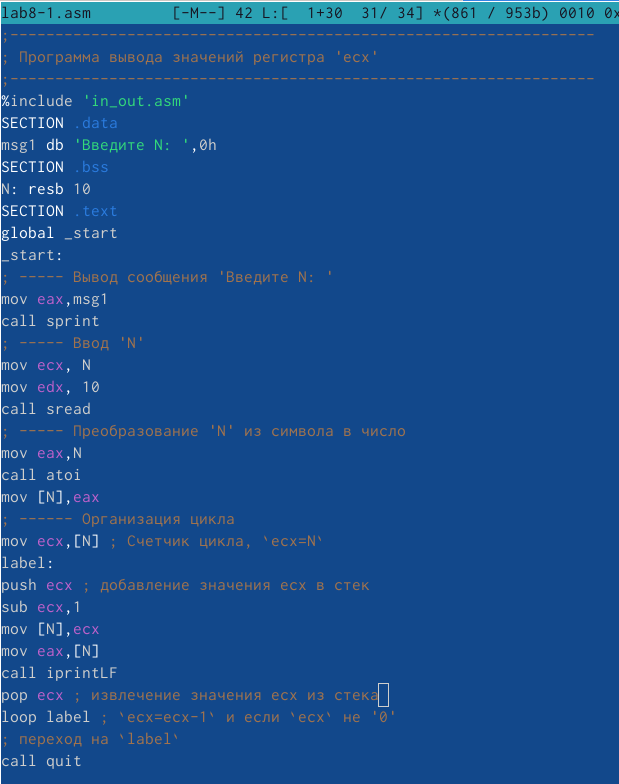 lab8-1.asm         [-M--] 42 L:[  1+30  31/ 34] *(861 / 953b) 0010 0x
;-----------------------------------------------------------------
; Программа вывода значений регистра 'ecx'
;-----------------------------------------------------------------
%include 'in_out.asm'
SECTION .data
msg1 db 'Введите N: ',0h
SECTION .bss
N: resb 10
SECTION .text
global _start
_start:
; ----- Вывод сообщения 'Введите N: '
mov eax,msg1
call sprint
; ----- Ввод 'N'
mov ecx, N
mov edx, 10
call sread
; ----- Преобразование 'N' из символа в число
mov eax,N
call atoi
mov [N],eax
; ------ Организация цикла
mov ecx,[N] ; Счетчик цикла, `ecx=N`
label:
push ecx ; добавление значения ecx в стек
sub ecx,1
mov [N],ecx
mov eax,[N]
call iprintLF
pop ecx ; извлечение значения ecx из стека
loop label ; `ecx=ecx-1` и если `ecx` не '0'
; переход на `label`
call quit